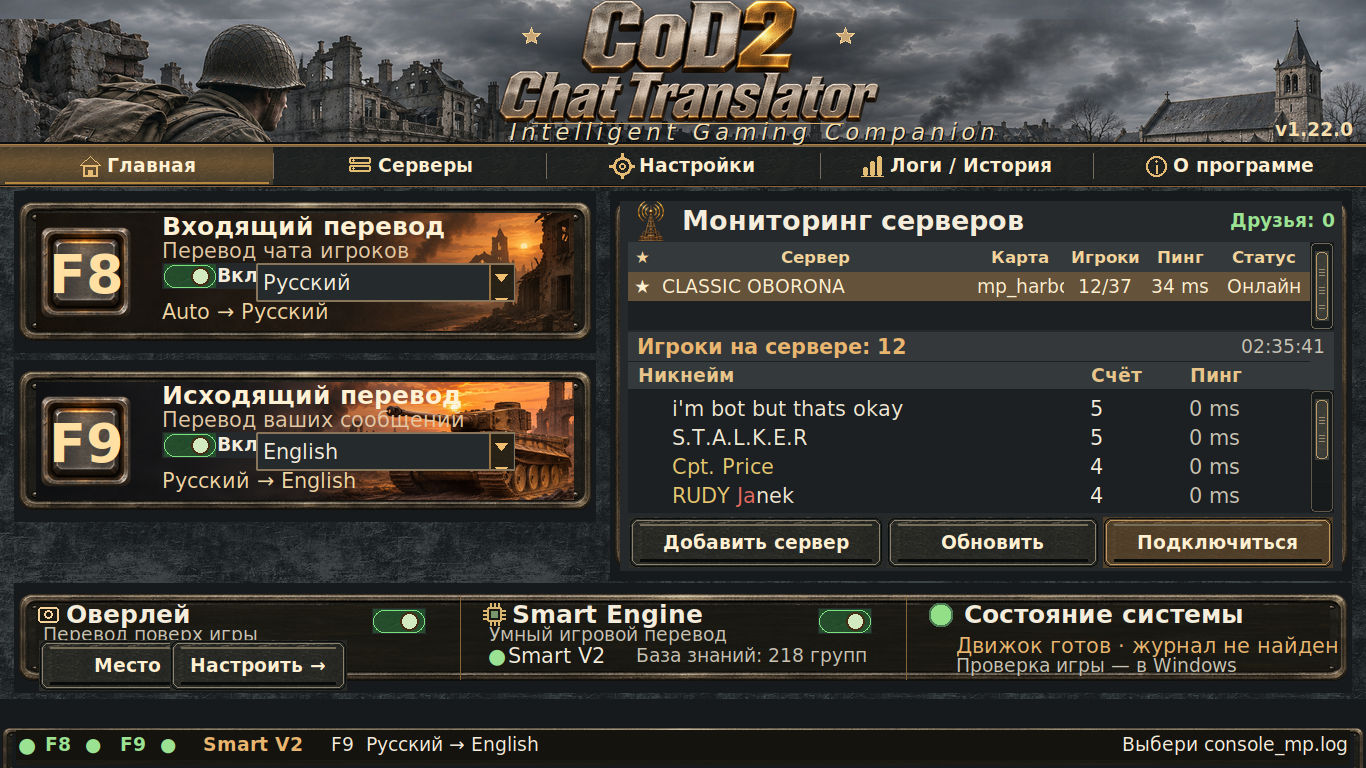 CoD2
Chat Translator
Intelligent Gaming Companion
v1.22.0
Главная
Серверы
Настройки
Логи / История
О программе
F8
Входящий перевод
Перевод чата игроков
Вкл
Русский
Auto → Русский
F9
Исходящий перевод
Перевод ваших сообщений
Вкл
English
Русский → English
Мониторинг серверов
Друзья: 0
★ Сервер Карта Игроки Пинг Статус
★ CLASSIC OBORONA mp_harbo 12/37 34 ms Онлайн
Игроки на сервере: 12
02:35:41
Никнейм Счёт Пинг
i'm bot but thats okay 5 0 ms
S.T.A.L.K.E.R 5 0 ms
Cpt. Price 4 0 ms
RUDY Janek 4 0 ms
Добавить сервер
Обновить
Подключиться
Оверлей
Перевод поверх игры
Место
Настроить →
Smart Engine
Умный игровой перевод
Smart V2 База знаний: 218 групп
Состояние системы
Движок готов · журнал не найден
Проверка игры — в Windows
F8 F9 Smart V2 F9 Русский → English
Выбери console_mp.log